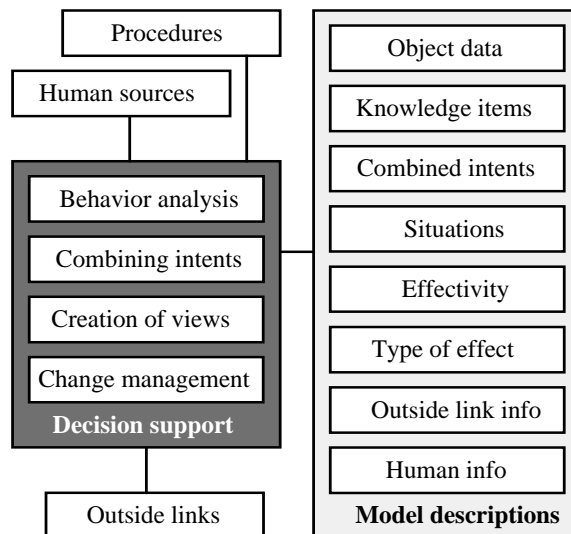 Procedures
Human sources
Behavior analysis
Combining intents
Creation of views
Change management
Decision support
Outside links
Object data
Knowledge items
Combined intents
Situations
Effectivity
Type of effect
Outside link info
Human info
Model descriptions